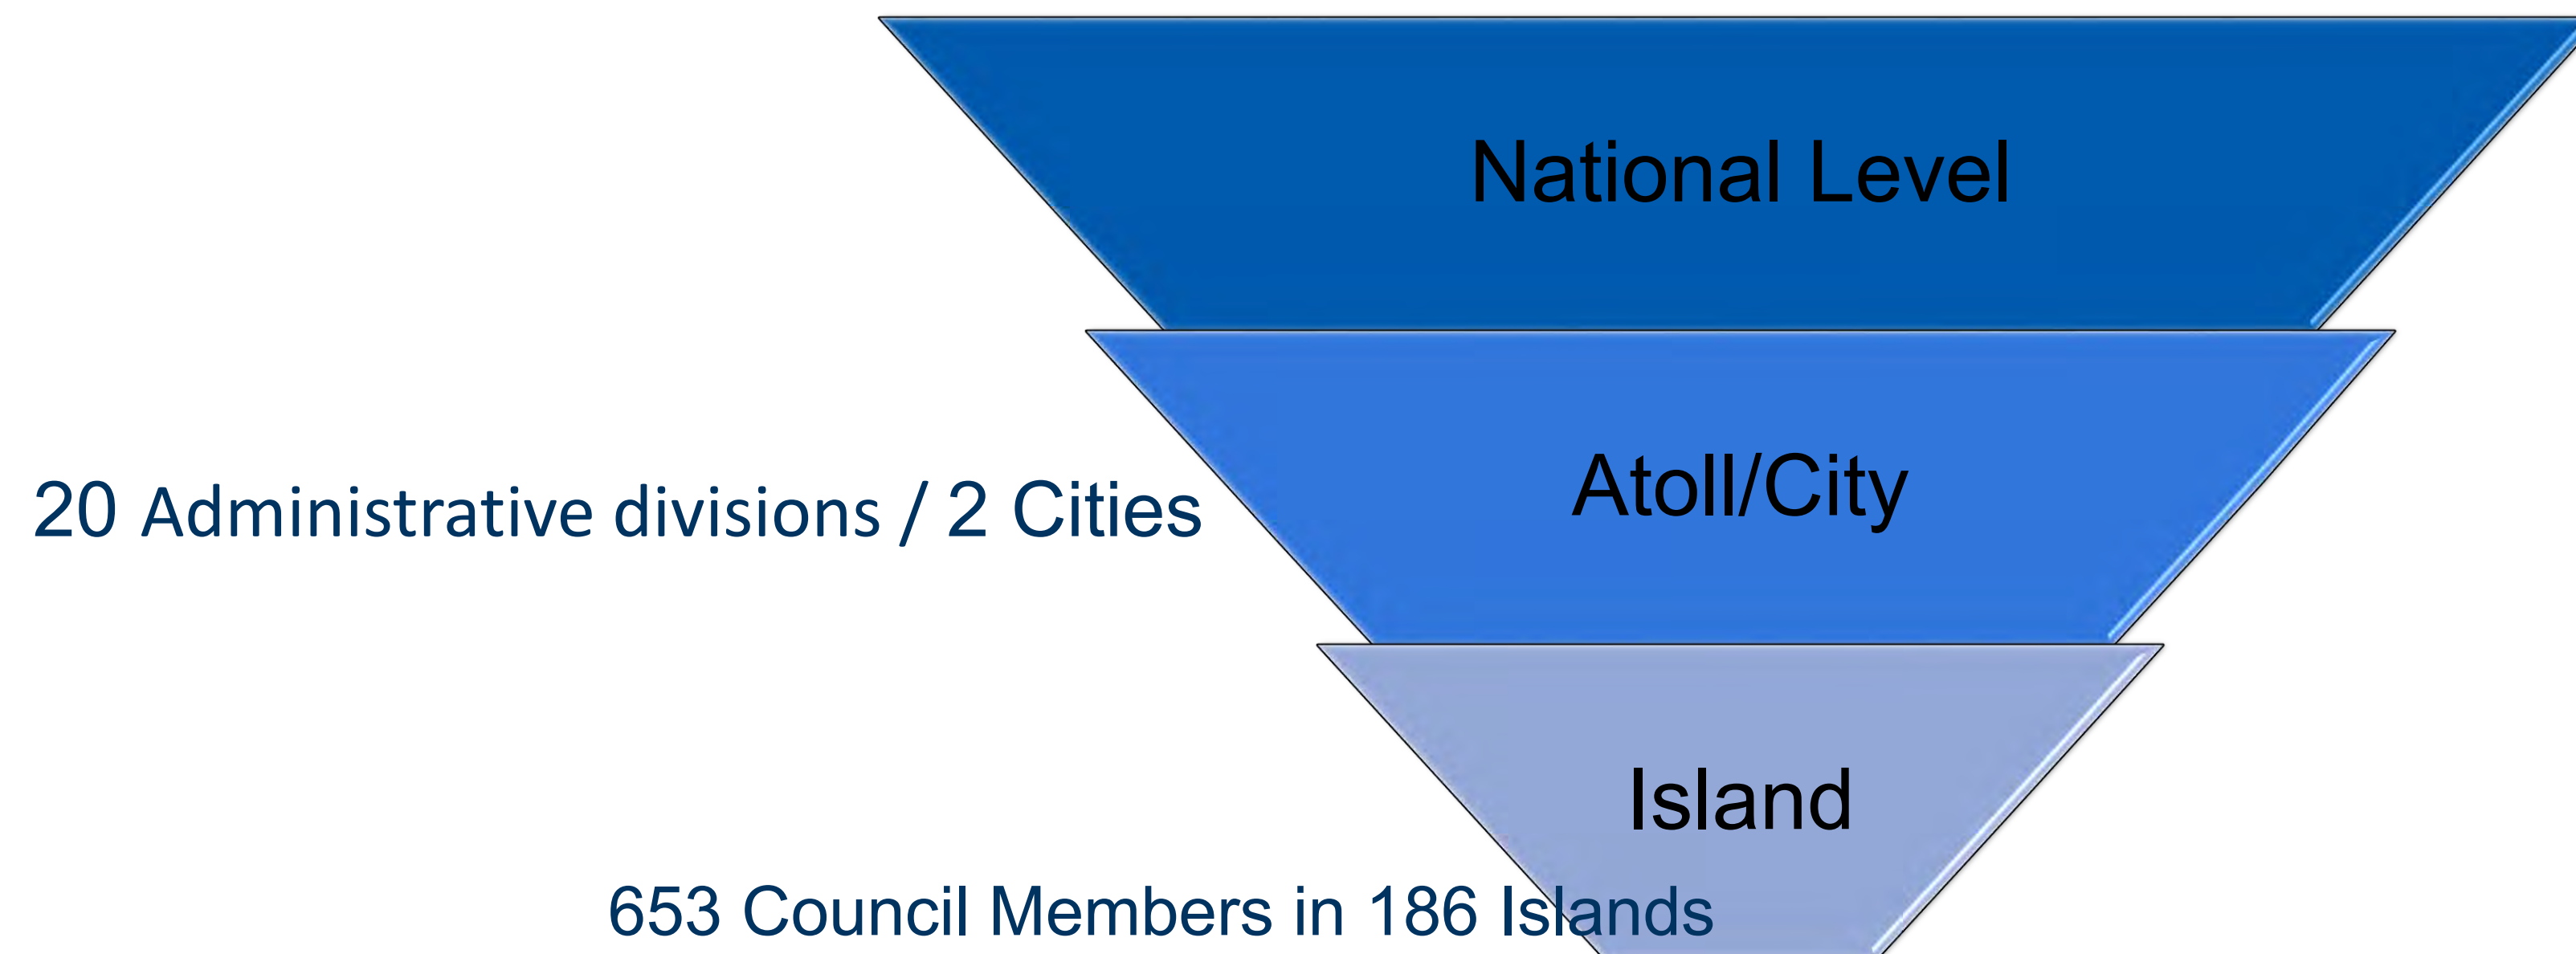 National Level
Atoll/City
20 Administrative divisions / 2 Cities
Island
653 Council Members in 186 Islands